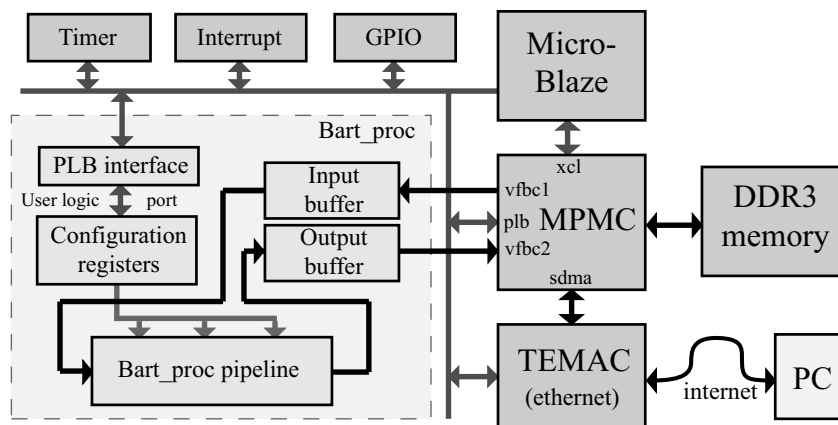 Timer
Interrupt
GPIO
Micro-
Blaze
Bart_proc
PLB interface
User logic
port
Configuration
registers
Input
buffer
Output
buffer
Bart_proc pipeline
xcl
vfbc1
plb
MPMC
vfbc2
sdma
DDR3
memory
TEMAC
(ethernet)
internet
PC